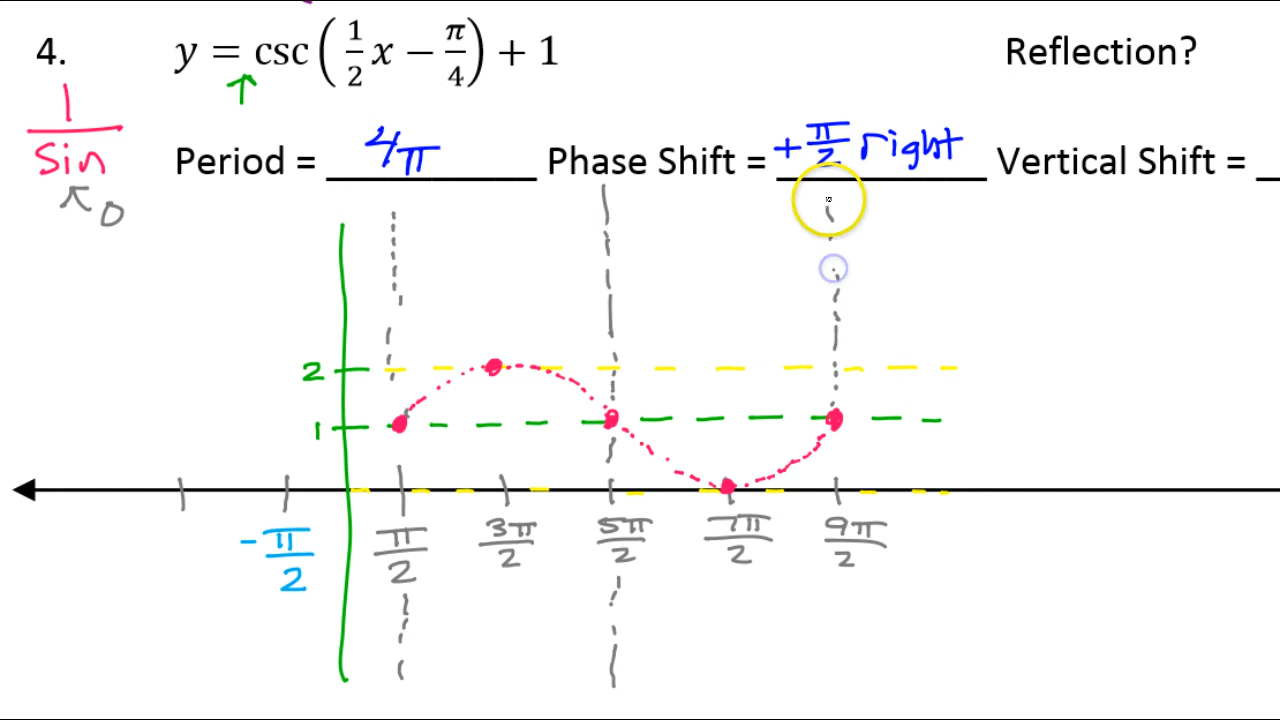 4. y = csc(1/2 x − π/4) + 1 Reflection?
1/sin
0
Period = 4π Phase Shift = +π/2 right Vertical Shift =
2
1
-π/2 π/2 3π/2 5π/2 7π/2 9π/2